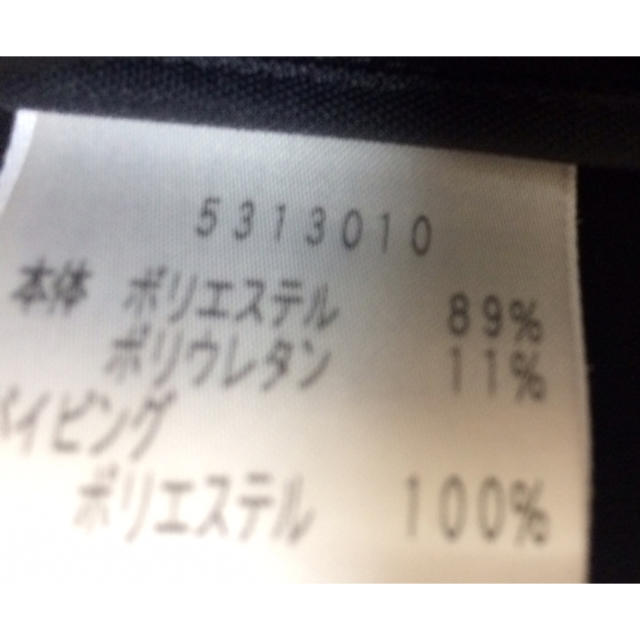 5313010
本体 ポリエステル 89%
ポリウレタン 11%
パイピング
ポリエステル 100%